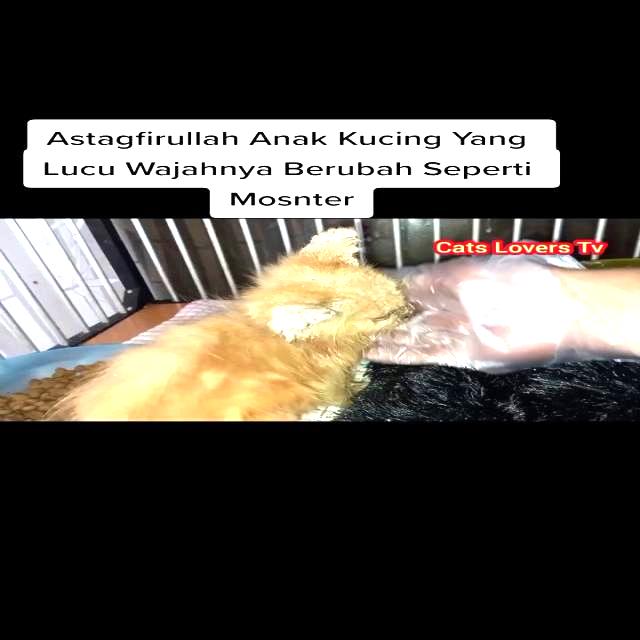 Astagfirullah Anak Kucing Yang
Lucu Wajahnya Berubah Seperti
Mosnter
Cats Lovers Tv